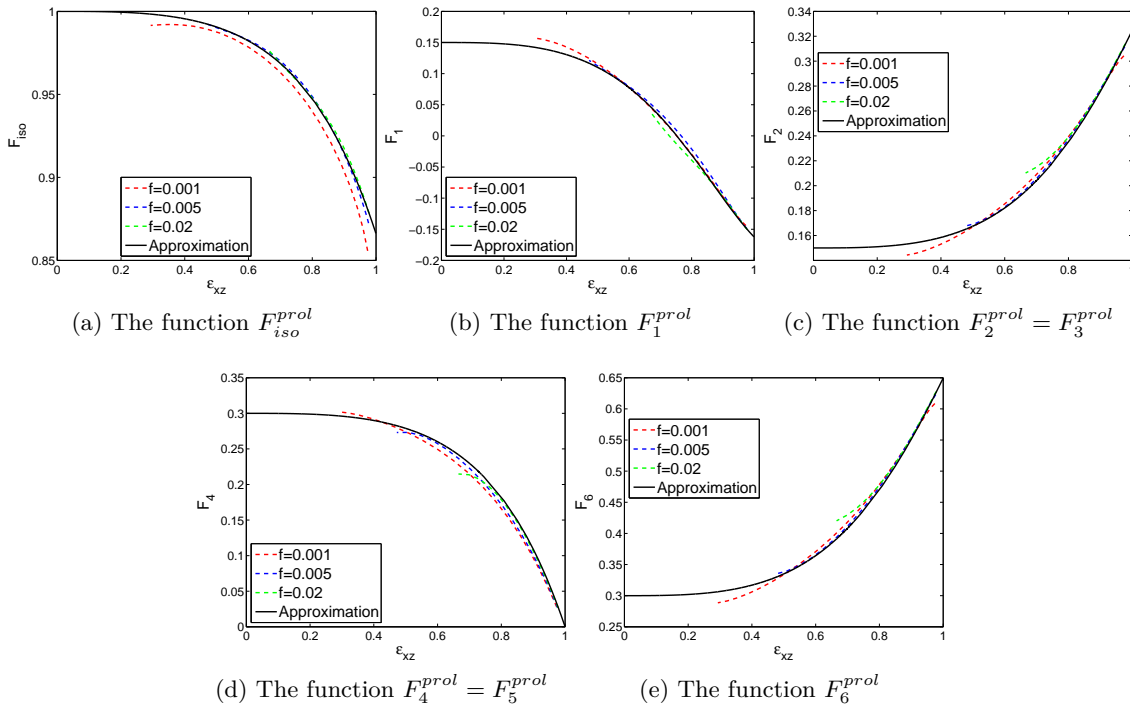 1
0.95
0.9
0.85
0 0.2 0.4 0.6 0.8 1
F_iso
ε_xz
f=0.001
f=0.005
f=0.02
Approximation
(a) The function F_{iso}^{prol}
0.2
0.15
0.1
0.05
0
−0.05
−0.1
−0.15
−0.2
0 0.2 0.4 0.6 0.8 1
F_1
ε_xz
f=0.001
f=0.005
f=0.02
Approximation
(b) The function F_1^{prol}
0.34
0.32
0.3
0.28
0.26
0.24
0.22
0.2
0.18
0.16
0 0.2 0.4 0.6 0.8 1
F_2
ε_xz
f=0.001
f=0.005
f=0.02
Approximation
(c) The function F_2^{prol} = F_3^{prol}
0.35
0.3
0.25
0.2
0.15
0.1
0.05
0
0 0.2 0.4 0.6 0.8 1
F_4
ε_xz
f=0.001
f=0.005
f=0.02
Approximation
(d) The function F_4^{prol} = F_5^{prol}
0.65
0.6
0.55
0.5
0.45
0.4
0.35
0.3
0.25
0 0.2 0.4 0.6 0.8 1
F_6
ε_xz
f=0.001
f=0.005
f=0.02
Approximation
(e) The function F_6^{prol}